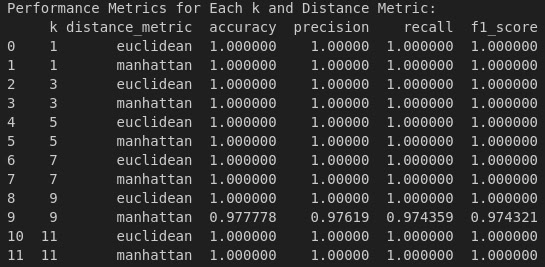 Performance Metrics for Each k and Distance Metric:
     k distance_metric  accuracy  precision    recall  f1_score
0    1       euclidean  1.000000    1.00000  1.000000  1.000000
1    1       manhattan  1.000000    1.00000  1.000000  1.000000
2    3       euclidean  1.000000    1.00000  1.000000  1.000000
3    3       manhattan  1.000000    1.00000  1.000000  1.000000
4    5       euclidean  1.000000    1.00000  1.000000  1.000000
5    5       manhattan  1.000000    1.00000  1.000000  1.000000
6    7       euclidean  1.000000    1.00000  1.000000  1.000000
7    7       manhattan  1.000000    1.00000  1.000000  1.000000
8    9       euclidean  1.000000    1.00000  1.000000  1.000000
9    9       manhattan  0.977778    0.97619  0.974359  0.974321
10  11       euclidean  1.000000    1.00000  1.000000  1.000000
11  11       manhattan  1.000000    1.00000  1.000000  1.000000